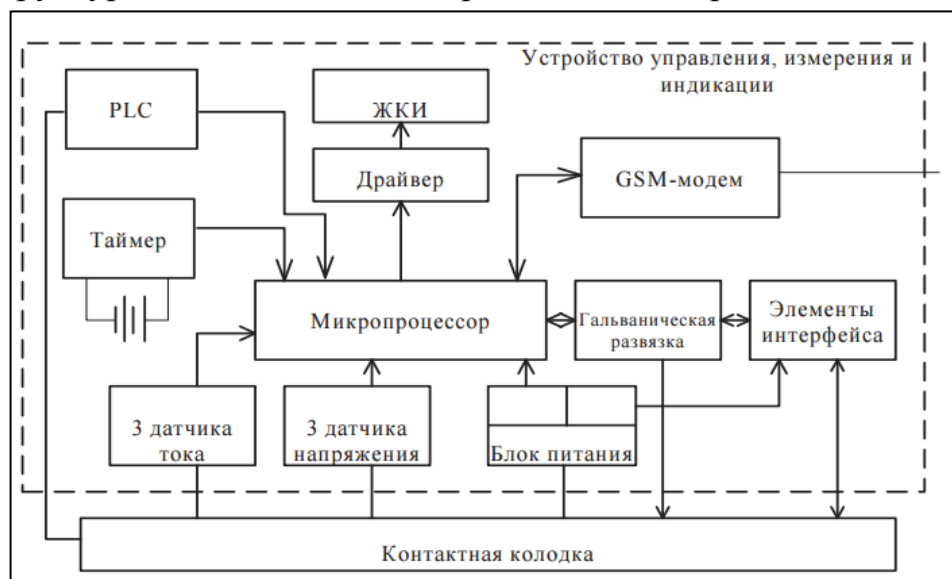 Устройство управления, измерения и
индикации
PLC
ЖКИ
Драйвер
GSM-модем
Таймер
Микропроцессор
Гальваническая
развязка
Элементы
интерфейса
3 датчика
тока
3 датчика
напряжения
Блок питания
Контактная колодка